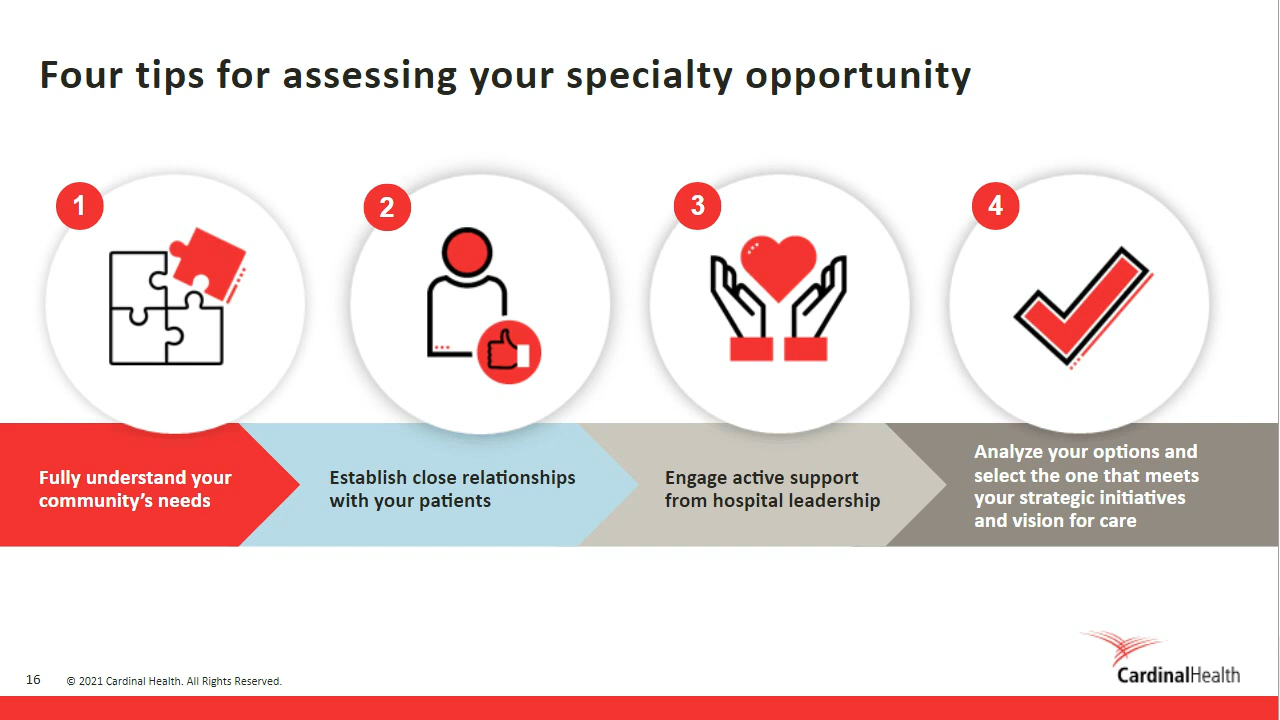 Four tips for assessing your specialty opportunity
1
2
3
4
Fully understand your
community's needs
Establish close relationships
with your patients
Engage active support
from hospital leadership
Analyze your options and
select the one that meets
your strategic initiatives
and vision for care
16
© 2021 Cardinal Health. All Rights Reserved.
CardinalHealth